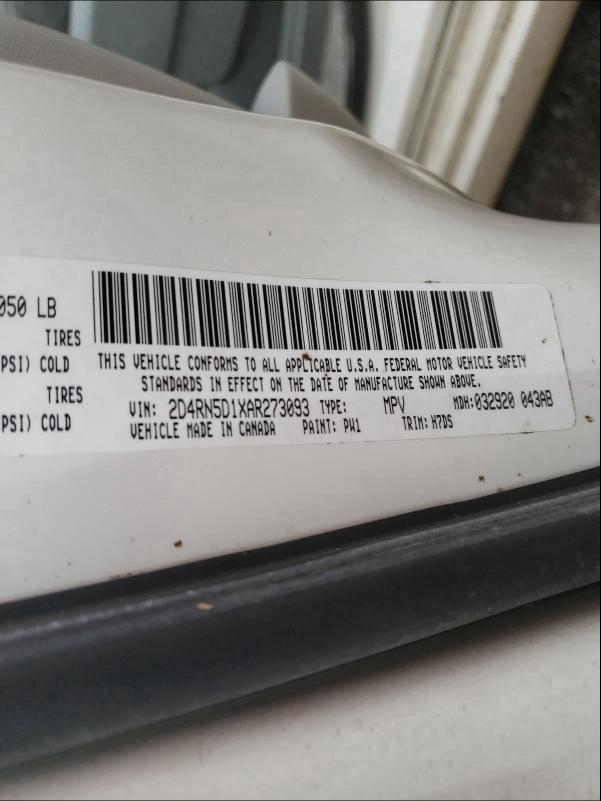 050 LB
TIRES
PSI) COLD
TIRES
PSI) COLD
THIS VEHICLE CONFORMS TO ALL APPLICABLE U.S.A. FEDERAL MOTOR VEHICLE SAFETY
STANDARDS IN EFFECT ON THE DATE OF MANUFACTURE SHOWN ABOVE.
VIN: 2D4RN5D1XAR273093 TYPE: MPV MDH:032920 043AB
VEHICLE MADE IN CANADA PAINT: PW1 TRIM: H7DS